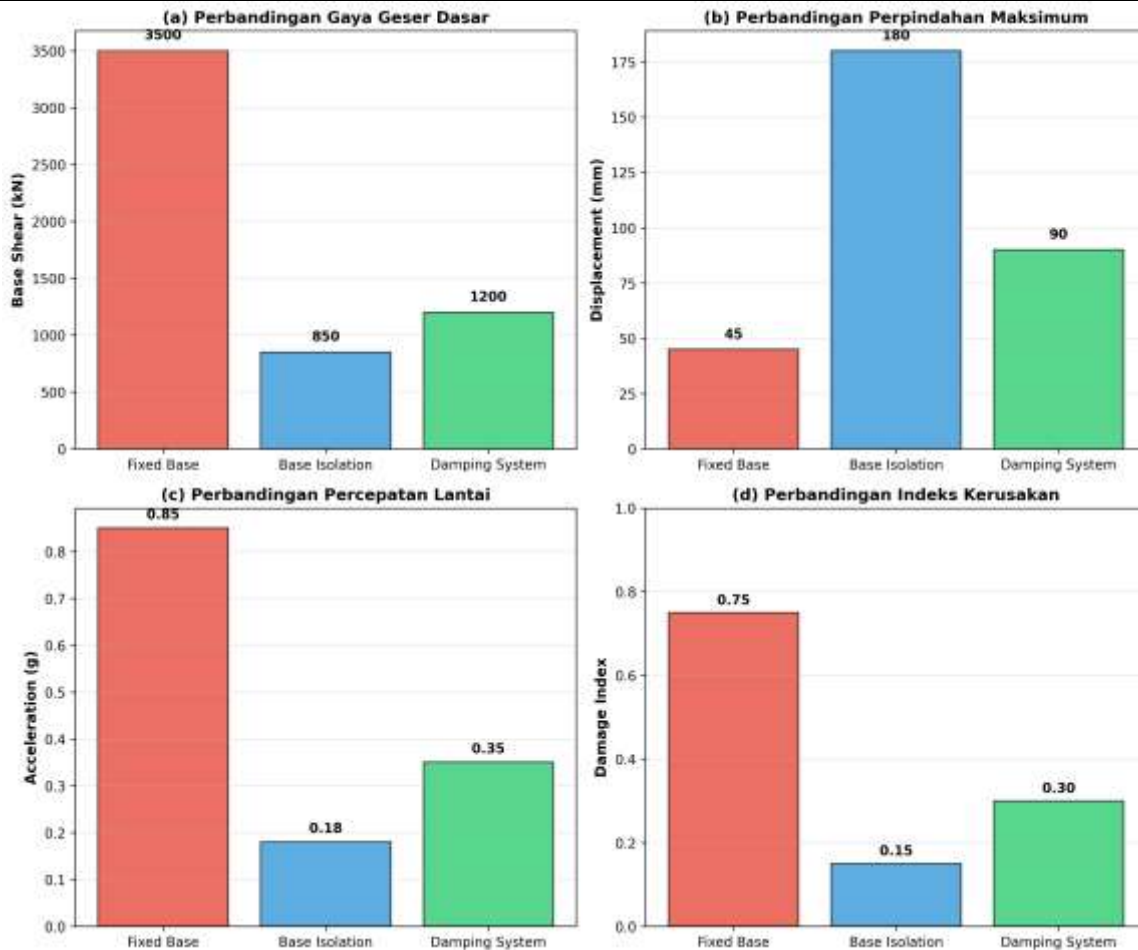 (a) Perbandingan Gaya Geser Dasar
3500
3500
3000
2500
2000
1500
1000
500
0
Base Shear (kN)
850
1200
Fixed Base
Base Isolation
Damping System
(b) Perbandingan Perpindahan Maksimum
180
175
150
125
100
75
50
25
0
Displacement (mm)
45
90
Fixed Base
Base Isolation
Damping System
(c) Perbandingan Percepatan Lantai
0.85
0.8
0.7
0.6
0.5
0.4
0.3
0.2
0.1
0.0
Acceleration (g)
0.18
0.35
Fixed Base
Base Isolation
Damping System
(d) Perbandingan Indeks Kerusakan
1.0
0.8
0.6
0.4
0.2
0.0
Damage Index
0.75
0.15
0.30
Fixed Base
Base Isolation
Damping System